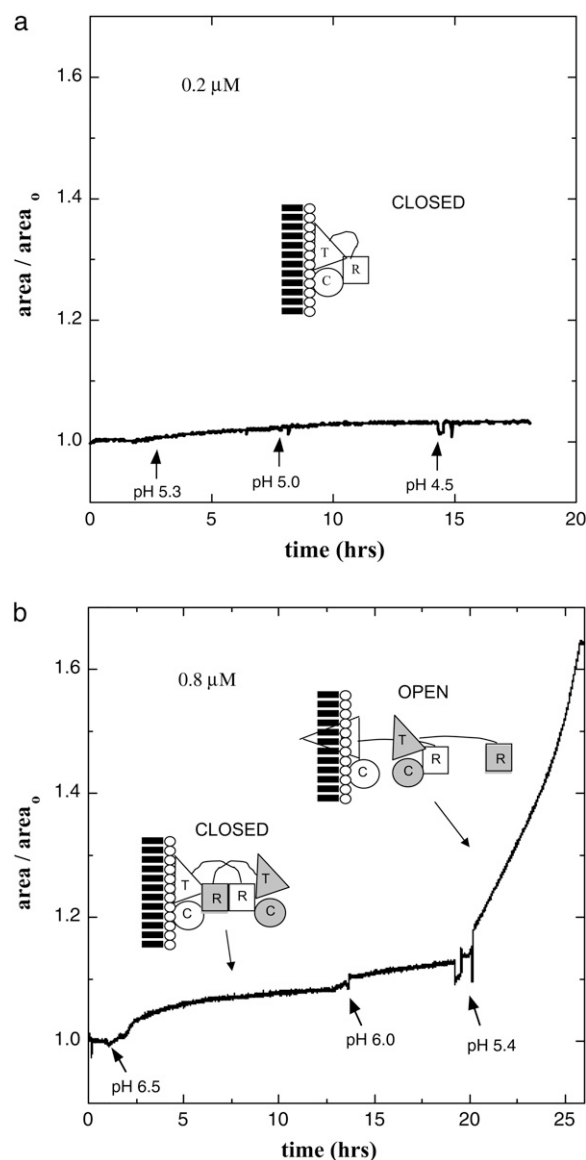 a
1.6
0.2 μM
1.4
CLOSED
T
R
C
area / area o
1.2
1.0
pH 5.3
pH 5.0
pH 4.5
0 5 10 15 20
time (hrs)
b
1.6
0.8 μM
OPEN
T
C C R R
1.4
area / area o
CLOSED
T T
R R
C C
1.2
1.0
pH 6.5
pH 6.0
pH 5.4
0 5 10 15 20 25
time (hrs)